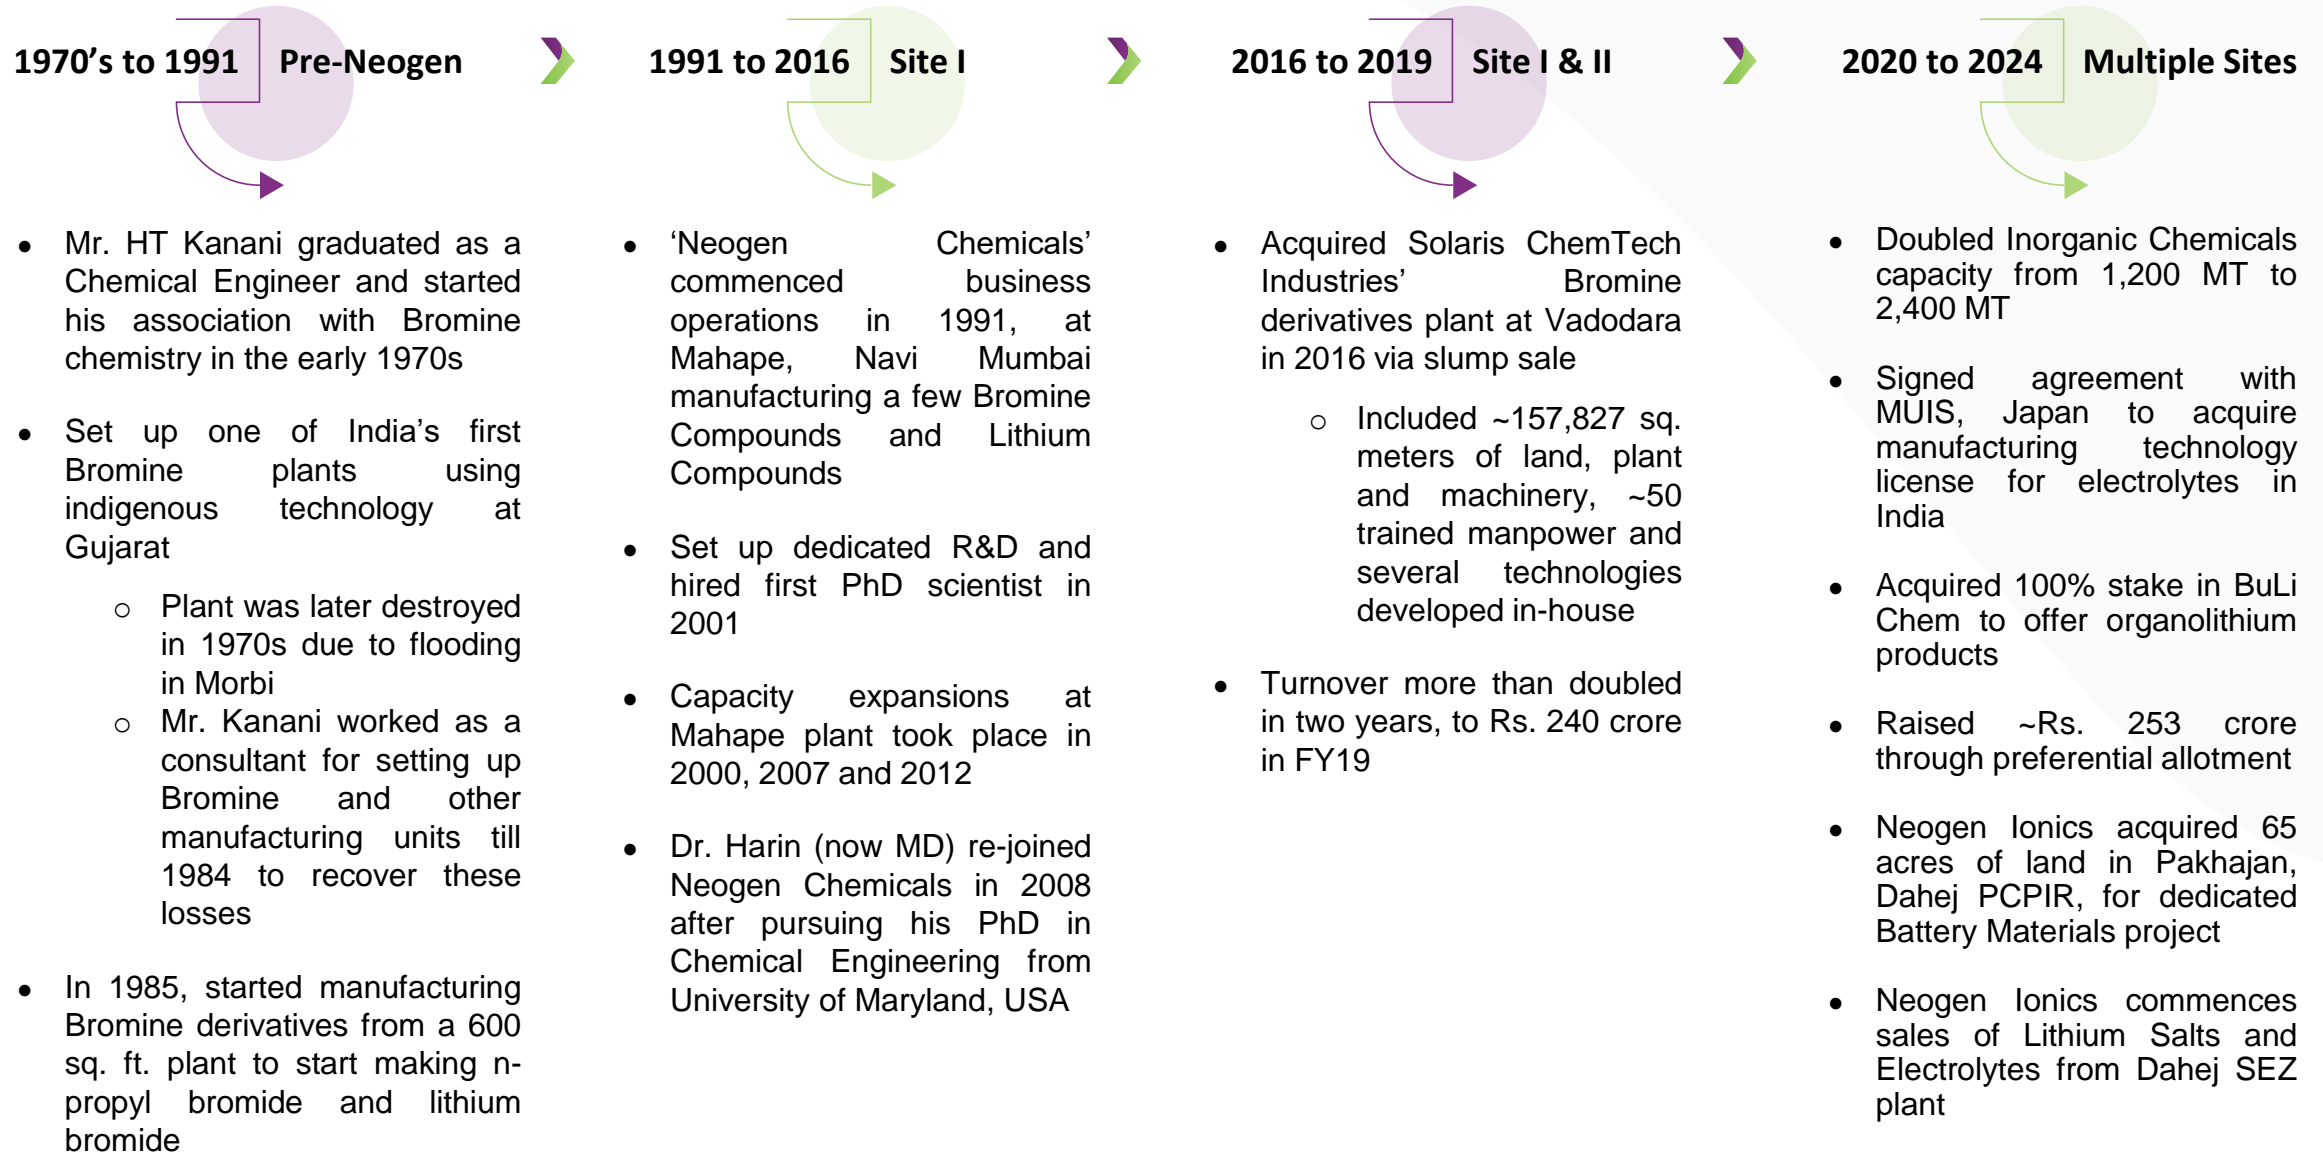 1970’s to 1991 Pre-Neogen
● Mr. HT Kanani graduated as a
Chemical Engineer and started
his association with Bromine
chemistry in the early 1970s
● Set up one of India’s first
Bromine plants using
indigenous technology at
Gujarat
○ Plant was later destroyed
in 1970s due to flooding
in Morbi
○ Mr. Kanani worked as a
consultant for setting up
Bromine and other
manufacturing units till
1984 to recover these
losses
● In 1985, started manufacturing
Bromine derivatives from a 600
sq. ft. plant to start making n-
propyl bromide and lithium
bromide
1991 to 2016 Site I
● ‘Neogen Chemicals’
commenced business
operations in 1991, at
Mahape, Navi Mumbai
manufacturing a few Bromine
Compounds and Lithium
Compounds
● Set up dedicated R&D and
hired first PhD scientist in
2001
● Capacity expansions at
Mahape plant took place in
2000, 2007 and 2012
● Dr. Harin (now MD) re-joined
Neogen Chemicals in 2008
after pursuing his PhD in
Chemical Engineering from
University of Maryland, USA
2016 to 2019 Site I & II
● Acquired Solaris ChemTech
Industries’ Bromine
derivatives plant at Vadodara
in 2016 via slump sale
○ Included ~157,827 sq.
meters of land, plant
and machinery, ~50
trained manpower and
several technologies
developed in-house
● Turnover more than doubled
in two years, to Rs. 240 crore
in FY19
2020 to 2024 Multiple Sites
● Doubled Inorganic Chemicals
capacity from 1,200 MT to
2,400 MT
● Signed agreement with
MUIS, Japan to acquire
manufacturing technology
license for electrolytes in
India
● Acquired 100% stake in BuLi
Chem to offer organolithium
products
● Raised ~Rs. 253 crore
through preferential allotment
● Neogen Ionics acquired 65
acres of land in Pakhajan,
Dahej PCPIR, for dedicated
Battery Materials project
● Neogen Ionics commences
sales of Lithium Salts and
Electrolytes from Dahej SEZ
plant